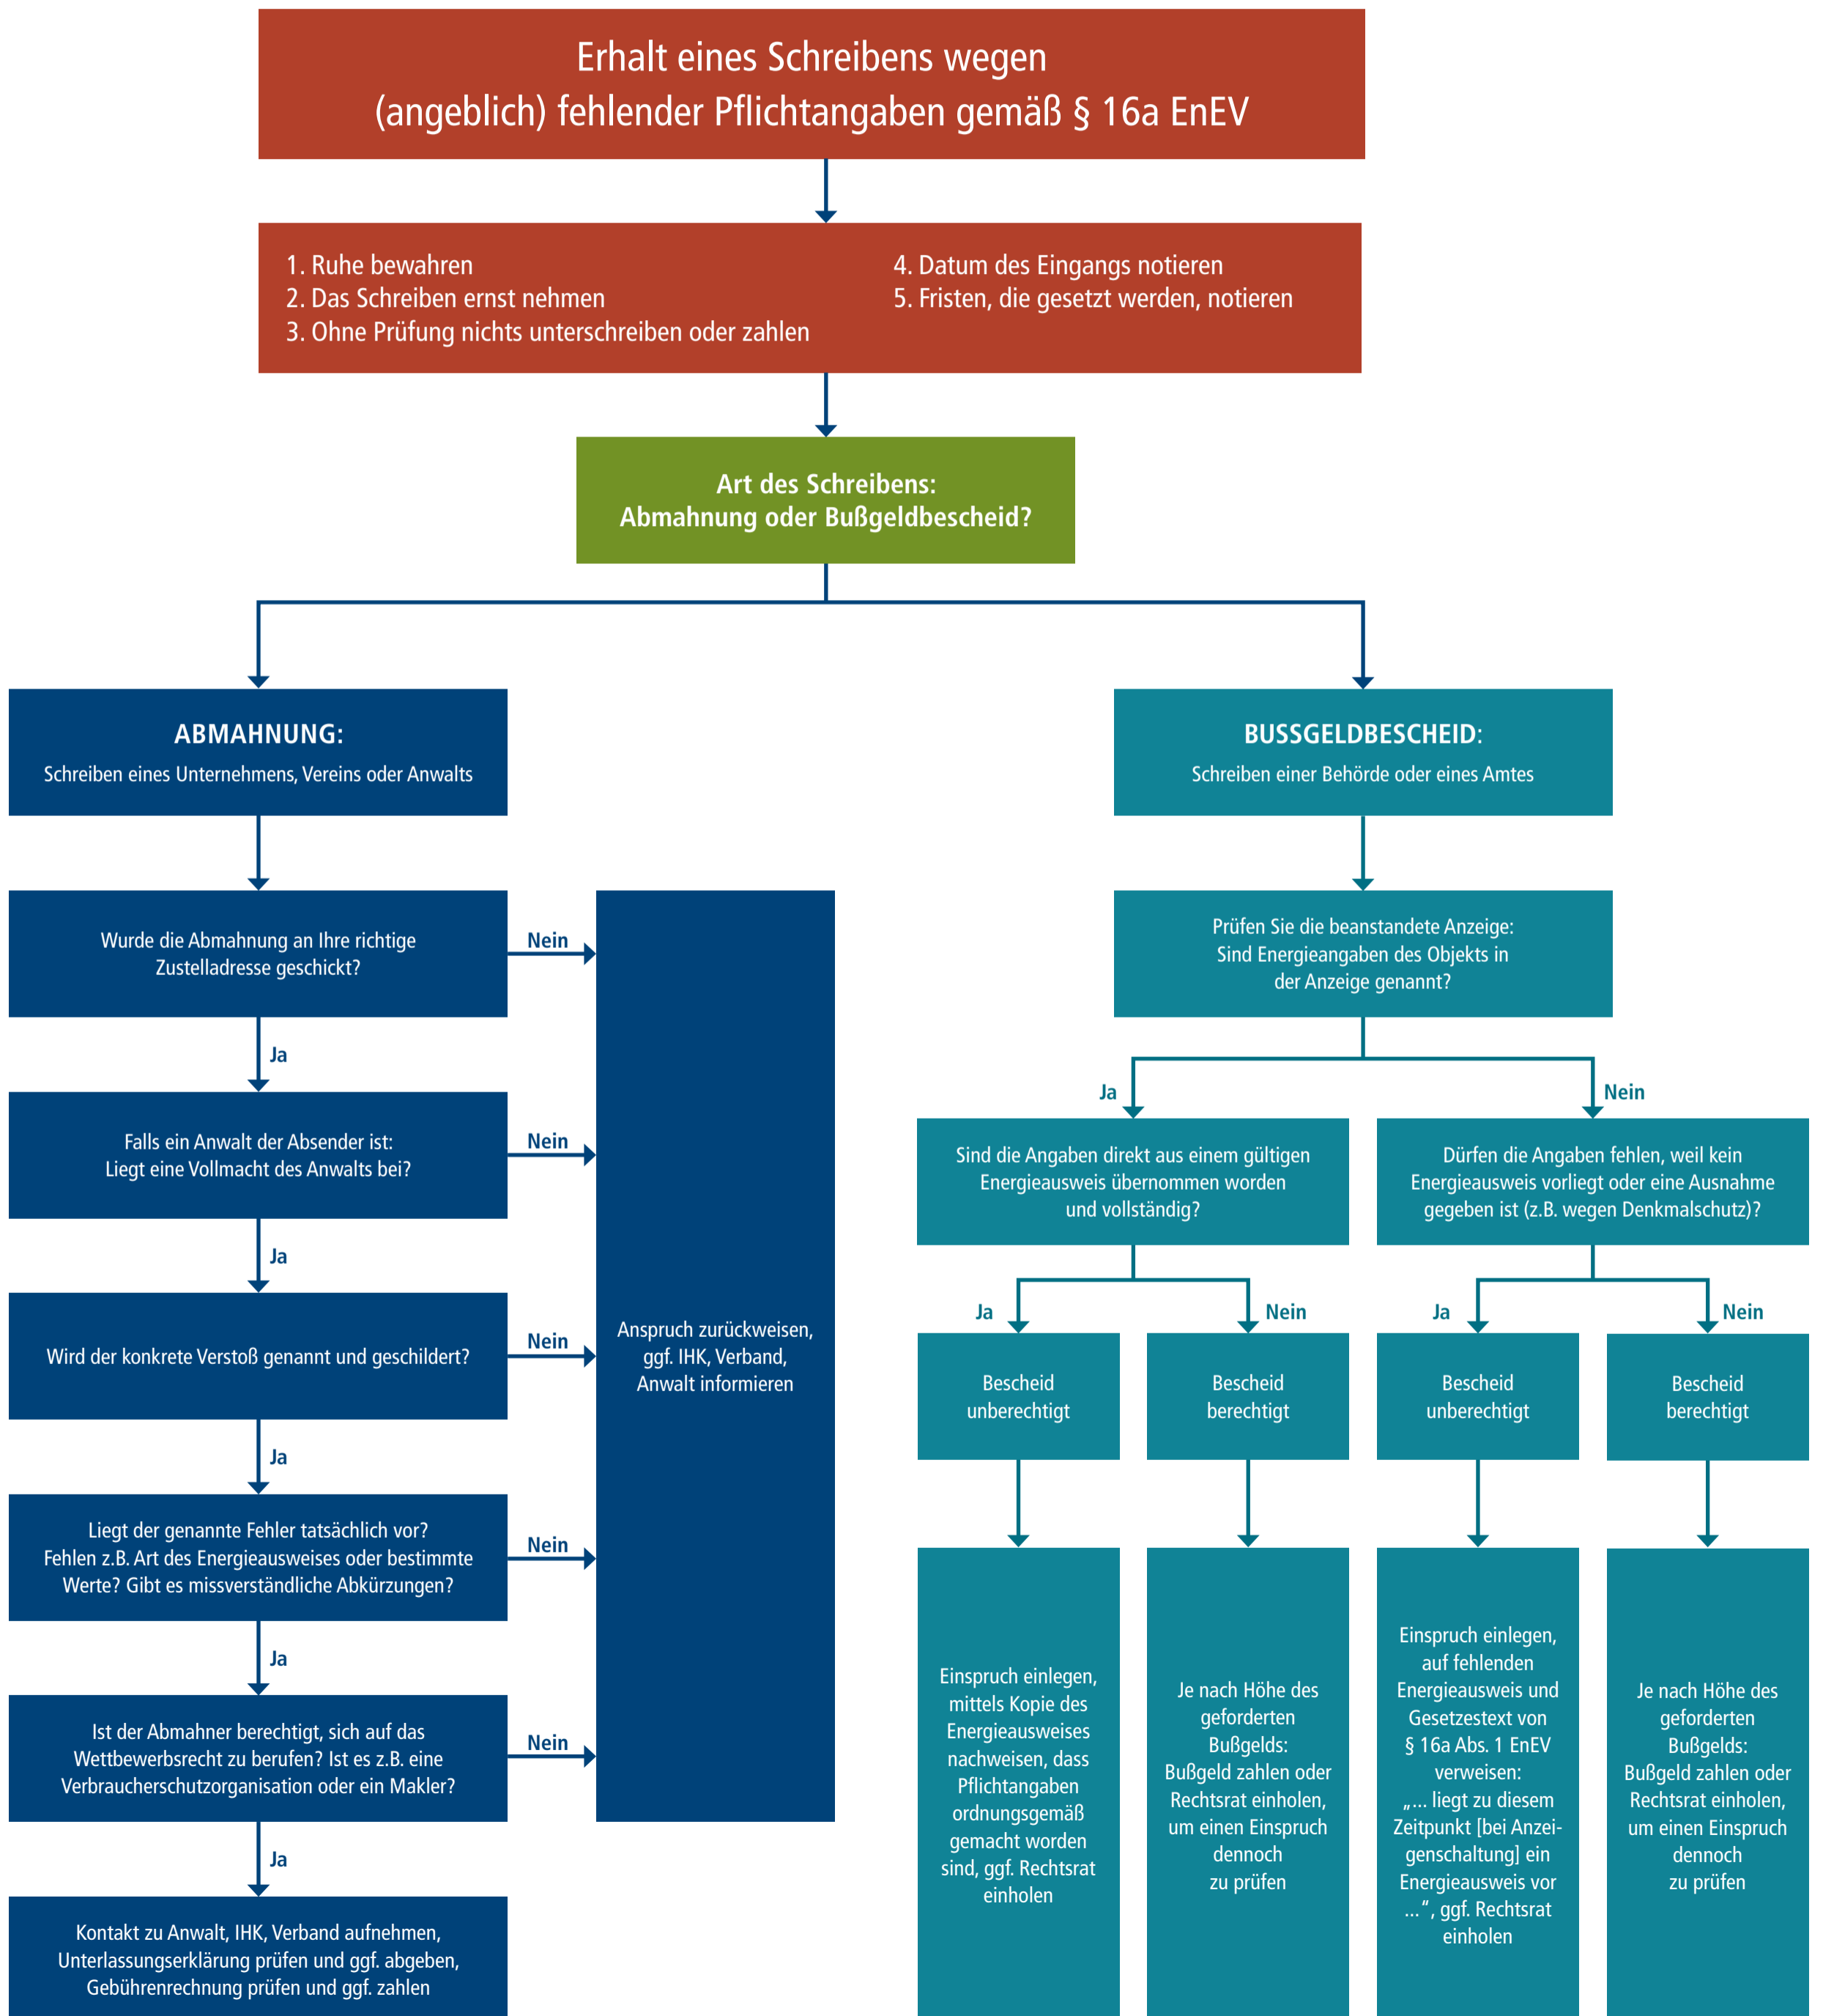 Erhalt eines Schreibens wegen
(angeblich) fehlender Pflichtangaben gemäß § 16a EnEV
1. Ruhe bewahren
2. Das Schreiben ernst nehmen
3. Ohne Prüfung nichts unterschreiben oder zahlen
4. Datum des Eingangs notieren
5. Fristen, die gesetzt werden, notieren
Art des Schreibens:
Abmahnung oder Bußgeldbescheid?
ABMAHNUNG:
Schreiben eines Unternehmens, Vereins oder Anwalts
Wurde die Abmahnung an Ihre richtige
Zustelladresse geschickt?
Nein
Ja
Falls ein Anwalt der Absender ist:
Liegt eine Vollmacht des Anwalts bei?
Nein
Ja
Wird der konkrete Verstoß genannt und geschildert?
Nein
Ja
Liegt der genannte Fehler tatsächlich vor?
Fehlen z.B. Art des Energieausweises oder bestimmte
Werte? Gibt es missverständliche Abkürzungen?
Nein
Ja
Ist der Abmahner berechtigt, sich auf das
Wettbewerbsrecht zu berufen? Ist es z.B. eine
Verbraucherschutzorganisation oder ein Makler?
Nein
Ja
Kontakt zu Anwalt, IHK, Verband aufnehmen,
Unterlassungserklärung prüfen und ggf. abgeben,
Gebührenrechnung prüfen und ggf. zahlen
Anspruch zurückweisen,
ggf. IHK, Verband,
Anwalt informieren
BUSSGELDBESCHEID:
Schreiben einer Behörde oder eines Amtes
Prüfen Sie die beanstandete Anzeige:
Sind Energieangaben des Objekts in
der Anzeige genannt?
Ja
Nein
Sind die Angaben direkt aus einem gültigen
Energieausweis übernommen worden
und vollständig?
Dürfen die Angaben fehlen, weil kein
Energieausweis vorliegt oder eine Ausnahme
gegeben ist (z.B. wegen Denkmalschutz)?
Ja
Nein
Ja
Nein
Bescheid
unberechtigt
Bescheid
berechtigt
Bescheid
unberechtigt
Bescheid
berechtigt
Einspruch einlegen,
mittels Kopie des
Energieausweises
nachweisen, dass
Pflichtangaben
ordnungsgemäß
gemacht worden
sind, ggf. Rechtsrat
einholen
Je nach Höhe des
geforderten
Bußgelds:
Bußgeld zahlen oder
Rechtsrat einholen,
um einen Einspruch
dennoch
zu prüfen
Einspruch einlegen,
auf fehlenden
Energieausweis und
Gesetzestext von
§ 16a Abs. 1 EnEV
verweisen:
„... liegt zu diesem
Zeitpunkt [bei Anzei-
genschaltung] ein
Energieausweis vor
...“, ggf. Rechtsrat
einholen
Je nach Höhe des
geforderten
Bußgelds:
Bußgeld zahlen oder
Rechtsrat einholen,
um einen Einspruch
dennoch
zu prüfen